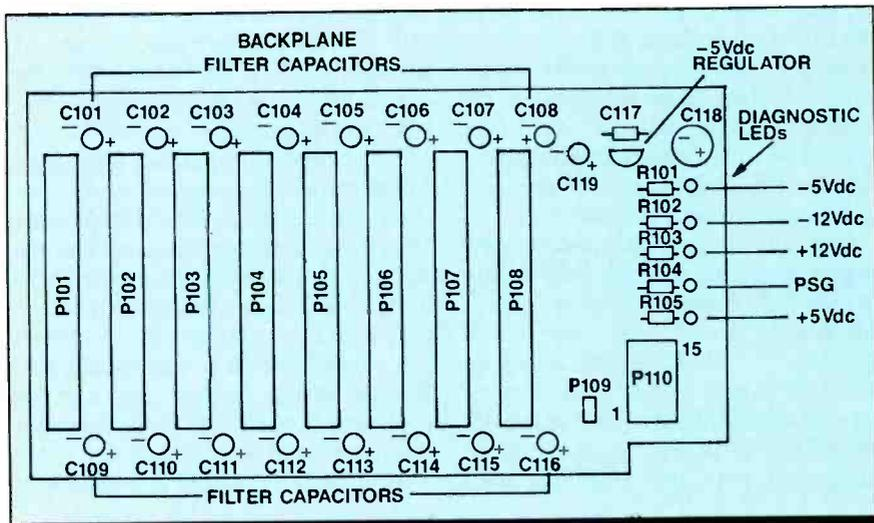 BACKPLANE
FILTER CAPACITORS
−5Vdc
REGULATOR
C101 C102 C103 C104 C105 C106 C107 C108 C117 C118
DIAGNOSTIC
LEDs
C119
R101
−5Vdc
R102
−12Vdc
R103
+12Vdc
R104
PSG
R105
+5Vdc
P101 P102 P103 P104 P105 P106 P107 P108
15
P110
P109
1
C109 C110 C111 C112 C113 C114 C115 C116
FILTER CAPACITORS